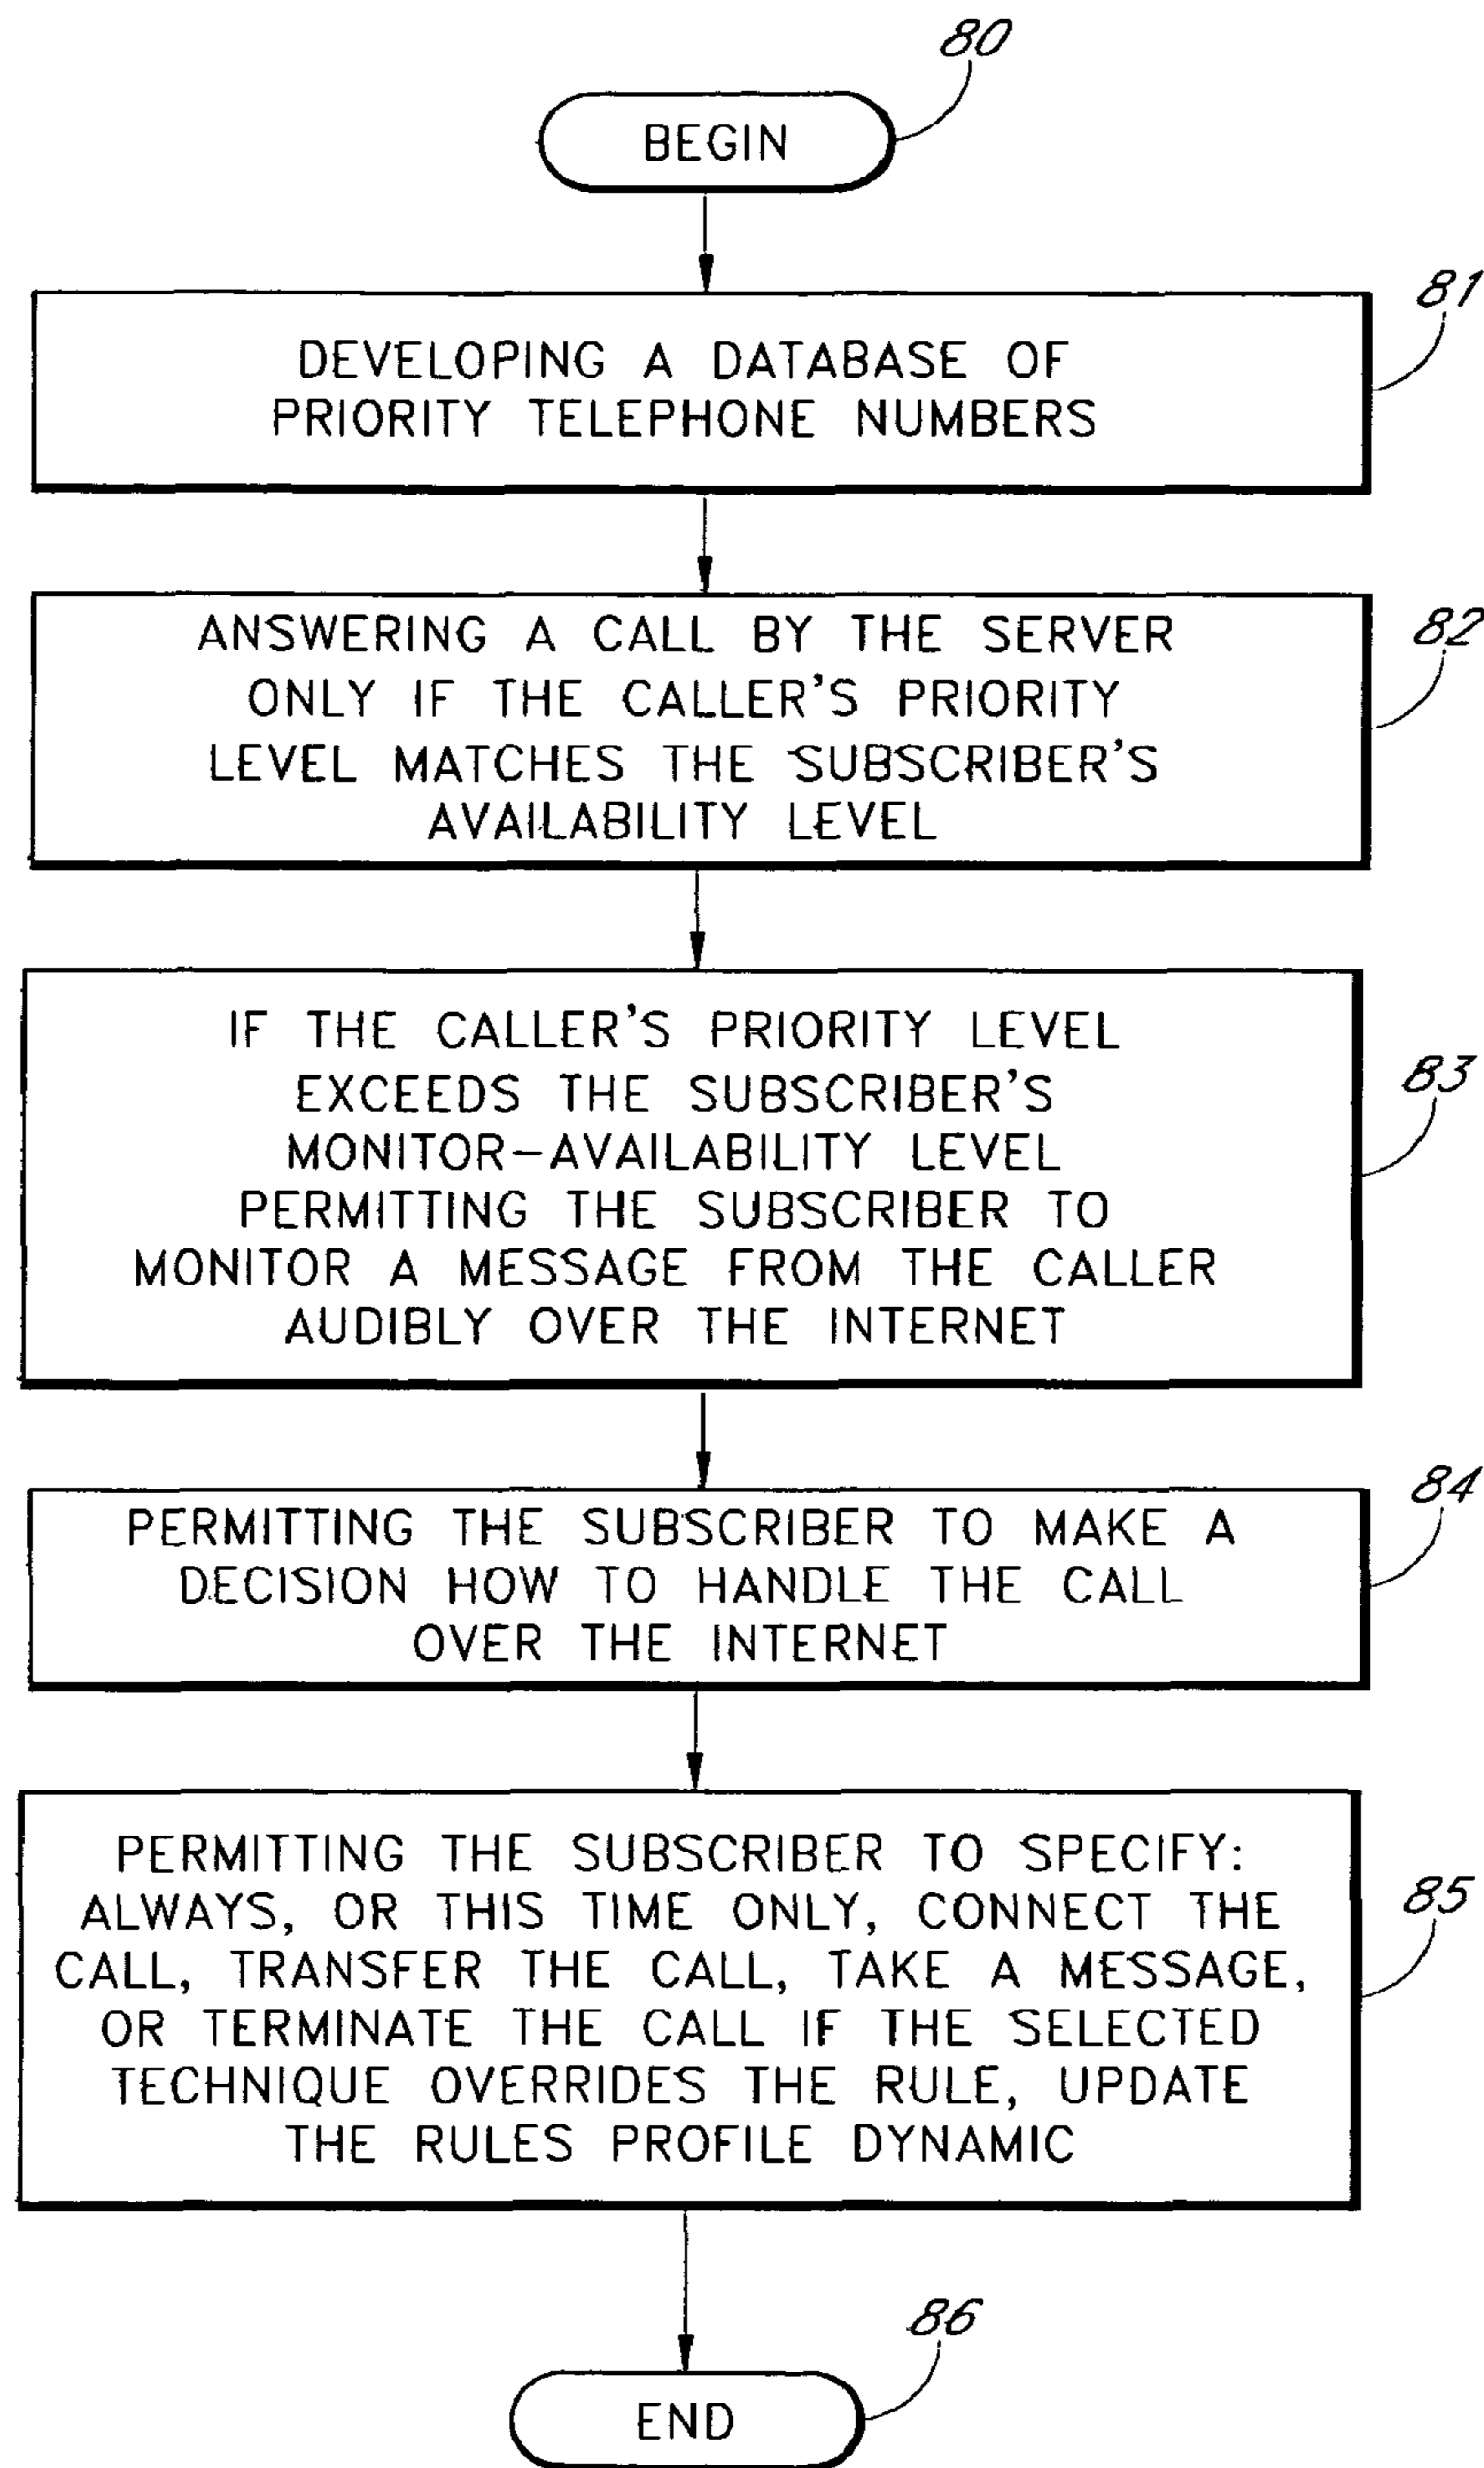 80
BEGIN
81
DEVELOPING A DATABASE OF
PRIORITY TELEPHONE NUMBERS
82
ANSWERING A CALL BY THE SERVER
ONLY IF THE CALLER'S PRIORITY
LEVEL MATCHES THE SUBSCRIBER'S
AVAILABILITY LEVEL
83
IF THE CALLER'S PRIORITY LEVEL
EXCEEDS THE SUBSCRIBER'S
MONITOR-AVAILABILITY LEVEL
PERMITTING THE SUBSCRIBER TO
MONITOR A MESSAGE FROM THE CALLER
AUDIBLY OVER THE INTERNET
84
PERMITTING THE SUBSCRIBER TO MAKE A
DECISION HOW TO HANDLE THE CALL
OVER THE INTERNET
85
PERMITTING THE SUBSCRIBER TO SPECIFY:
ALWAYS, OR THIS TIME ONLY, CONNECT THE
CALL, TRANSFER THE CALL, TAKE A MESSAGE,
OR TERMINATE THE CALL IF THE SELECTED
TECHNIQUE OVERRIDES THE RULE, UPDATE
THE RULES PROFILE DYNAMIC
86
END